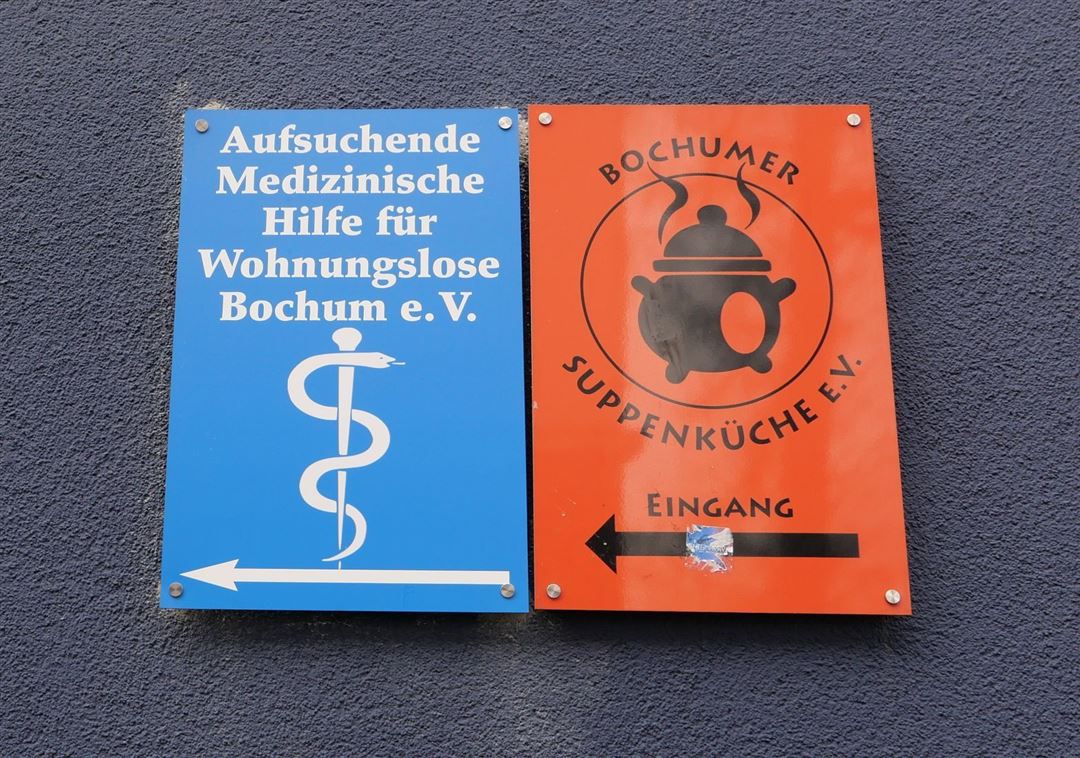 Aufsuchende
Medizinische
Hilfe für
Wohnungslose
Bochum e.V.
BOCHUMER
SUPPENKÜCHE E.V.
EINGANG